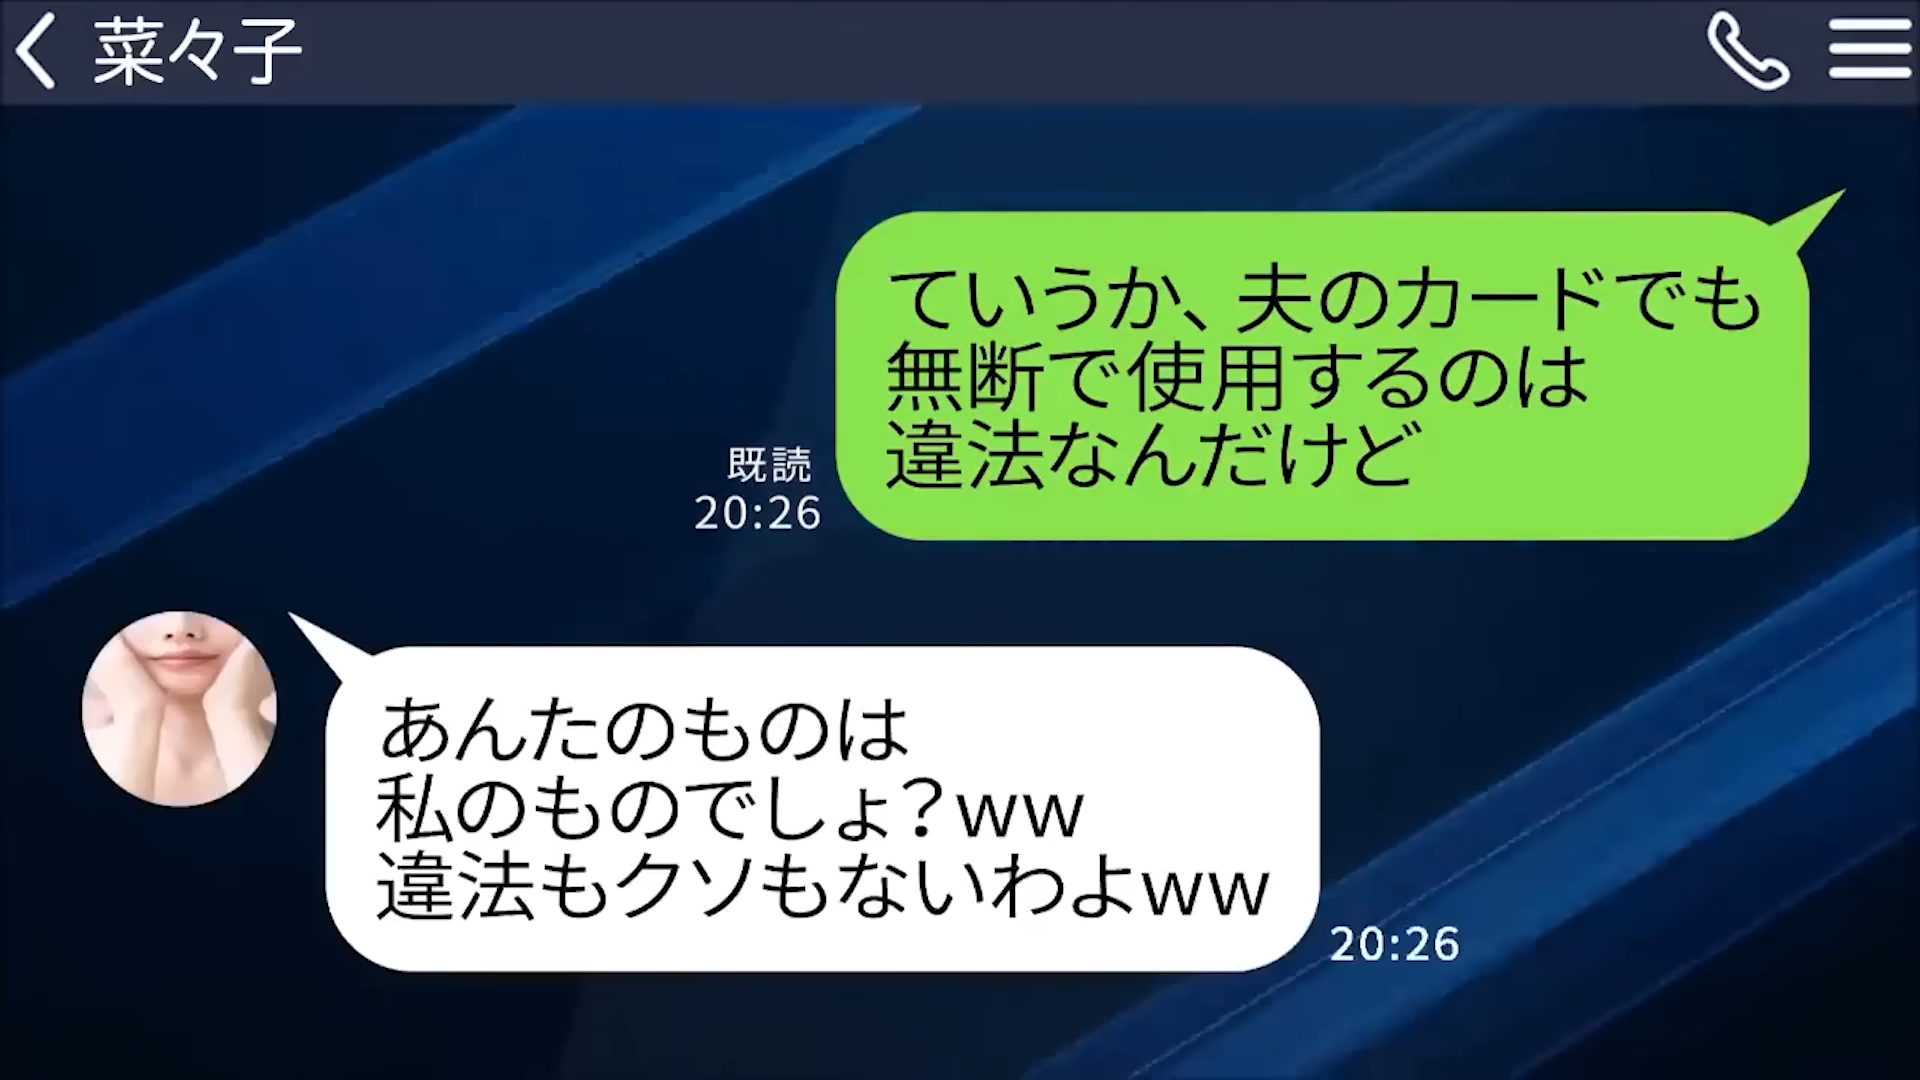 菜々子
ていうか、夫のカードでも
無断で使用するのは
違法なんだけど
既読
20:26
あんたのものは
私のものでしょ？ww
違法もクソもないわよww
20:26